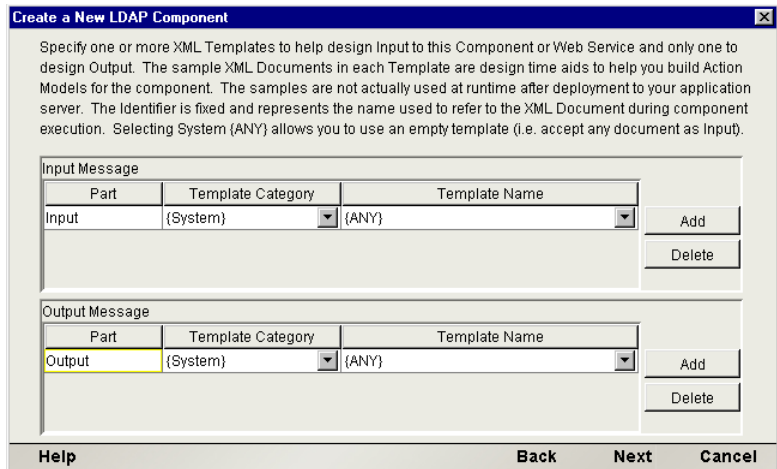 Create a New LDAP Component
Specify one or more XML Templates to help design Input to this Component or Web Service and only one to
design Output. The sample XML Documents in each Template are design time aids to help you build Action
Models for the component. The samples are not actually used at runtime after deployment to your application
server. The Identifier is fixed and represents the name used to refer to the XML Document during component
execution. Selecting System {ANY} allows you to use an empty template (i.e. accept any document as Input).
Input Message
Part Template Category Template Name
Input {System} {ANY}
Add
Delete
Output Message
Part Template Category Template Name
Output {System} {ANY}
Add
Delete
Help Back Next Cancel